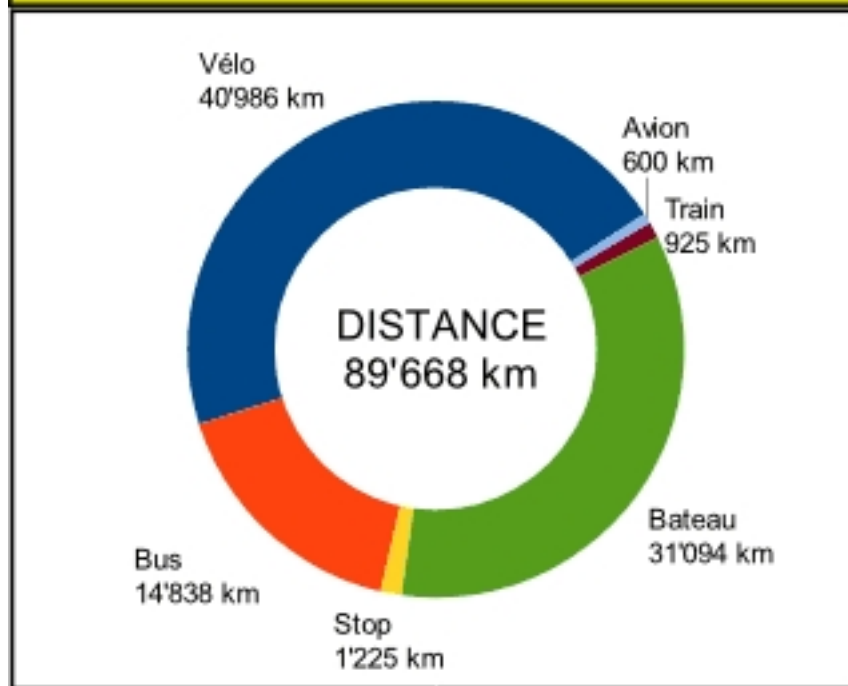 Vélo
40'986 km
Avion
600 km
Train
925 km
DISTANCE
89'668 km
Bateau
31'094 km
Bus
14'838 km
Stop
1'225 km